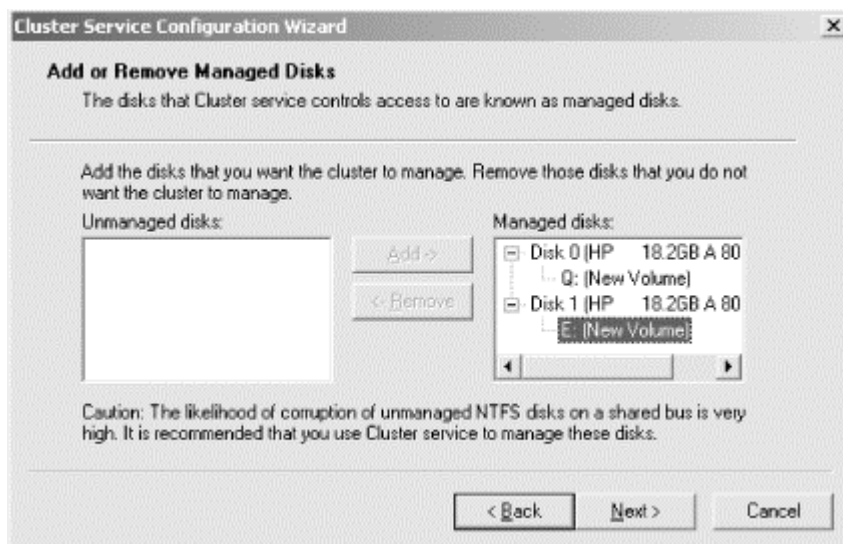 Cluster Service Configuration Wizard
Add or Remove Managed Disks
The disks that Cluster service controls access to are known as managed disks.
Add the disks that you want the cluster to manage. Remove those disks that you do not
want the cluster to manage.
Unmanaged disks:
Managed disks:
Add ->
<- Remove
Disk 0 (HP 18.2GB A 80
Q: (New Volume)
Disk 1 (HP 18.2GB A 80
E: (New Volume)
Caution: The likelihood of corruption of unmanaged NTFS disks on a shared bus is very
high. It is recommended that you use Cluster service to manage these disks.
< Back
Next >
Cancel